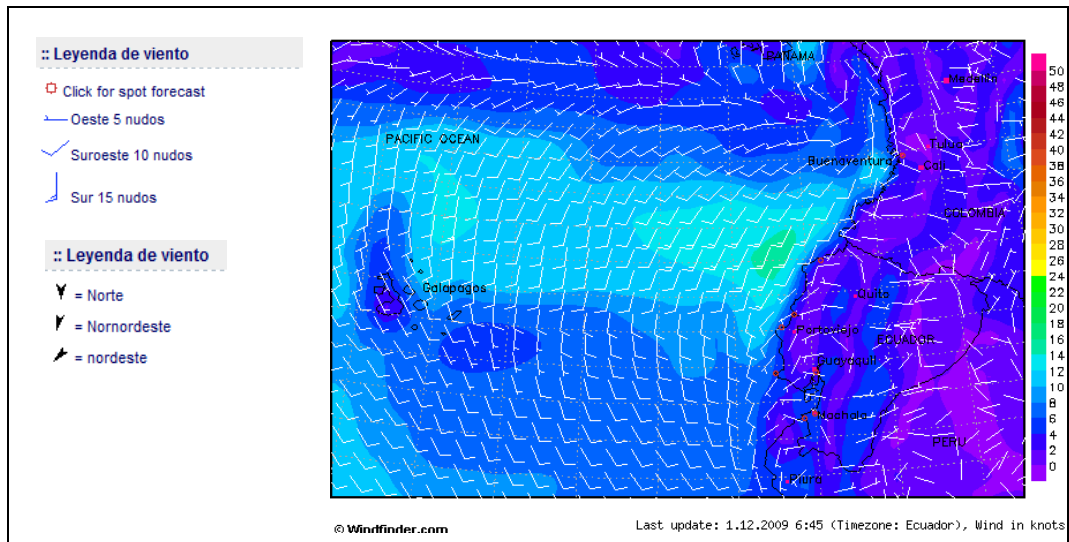 :: Leyenda de viento
Click for spot forecast
Oeste 5 nudos
Suroeste 10 nudos
Sur 15 nudos
:: Leyenda de viento
= Norte
= Nornordeste
= nordeste
PANAMA
Medellin
PACIFIC OCEAN
Tulua
Buenaventura
Cali
COLOMBIA
Galapagos
Quito
Portoviejo
ECUADOR
Guayaquil
Machala
PERU
Piura
50
48
46
44
42
40
38
36
34
32
30
28
26
24
22
20
18
16
14
12
10
8
6
4
2
0
© Windfinder.com
Last update: 1.12.2009 6:45 (Timezone: Ecuador), Wind in knots